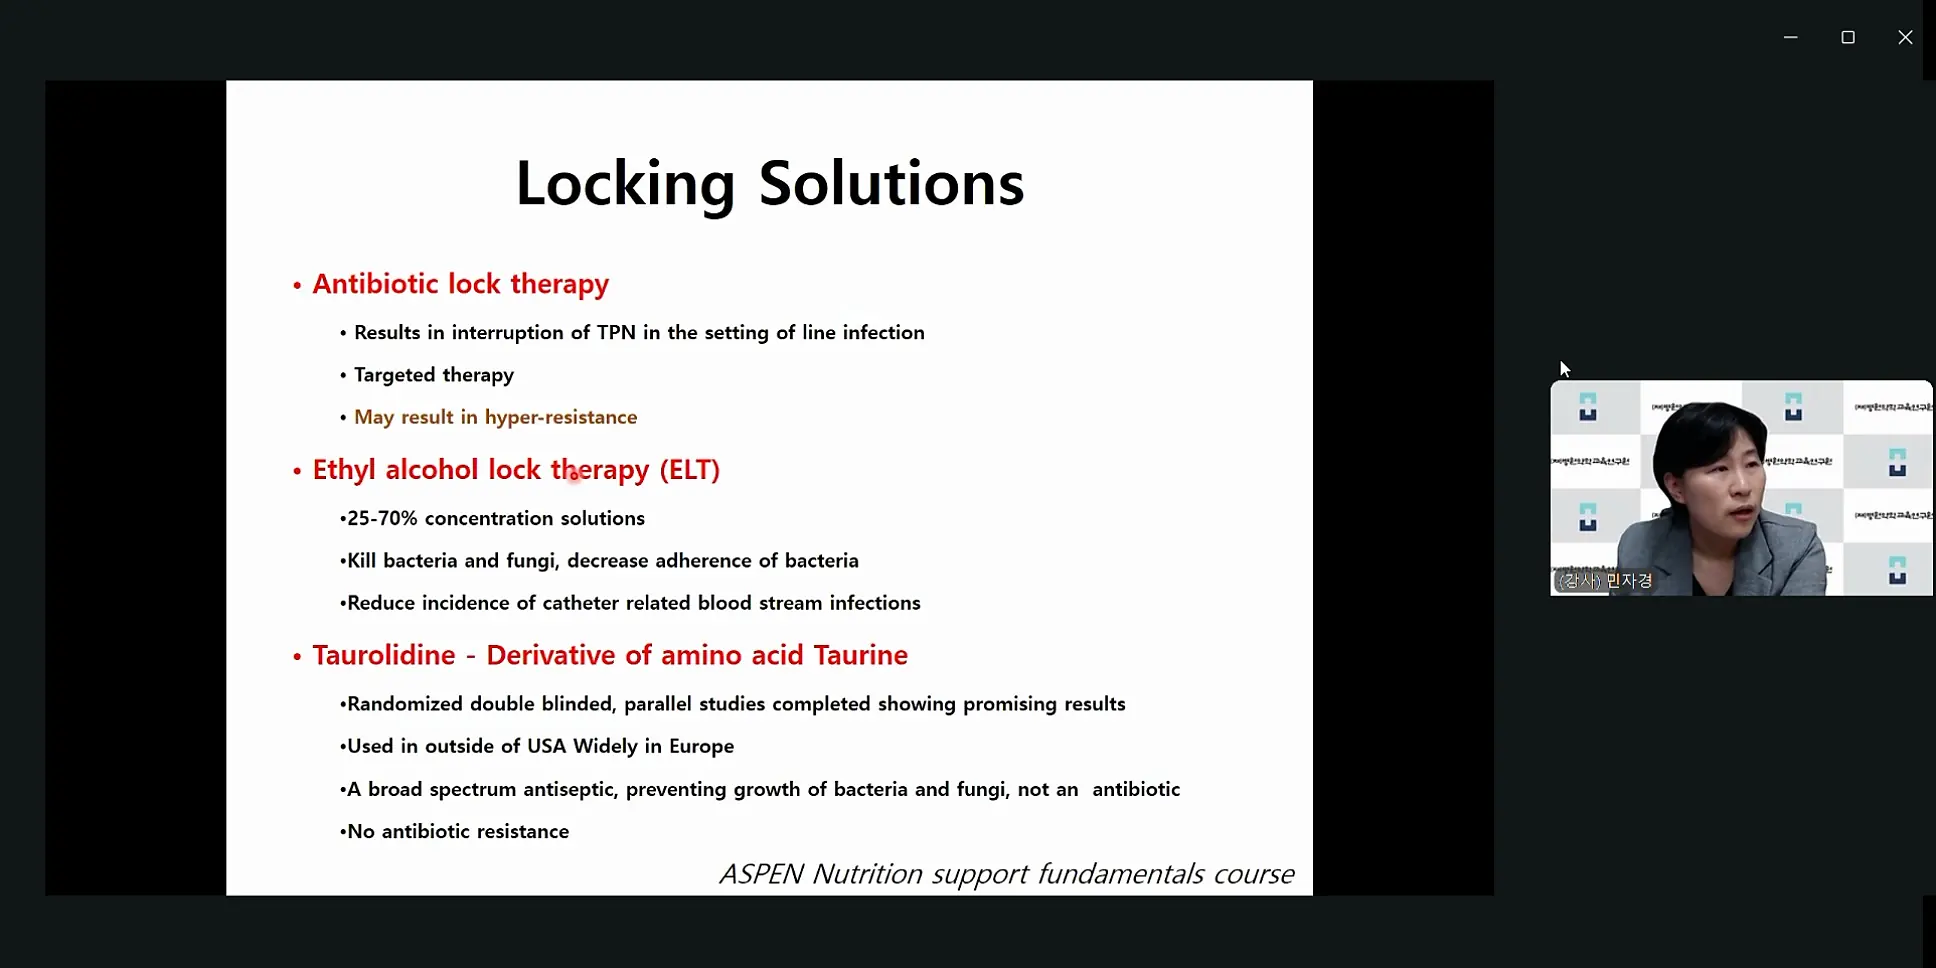 Locking Solutions
• Antibiotic lock therapy
• Results in interruption of TPN in the setting of line infection
• Targeted therapy
• May result in hyper-resistance
• Ethyl alcohol lock therapy (ELT)
•25-70% concentration solutions
•Kill bacteria and fungi, decrease adherence of bacteria
•Reduce incidence of catheter related blood stream infections
• Taurolidine - Derivative of amino acid Taurine
•Randomized double blinded, parallel studies completed showing promising results
•Used in outside of USA Widely in Europe
•A broad spectrum antiseptic, preventing growth of bacteria and fungi, not an  antibiotic
•No antibiotic resistance
ASPEN Nutrition support fundamentals course
(강사) 민자경